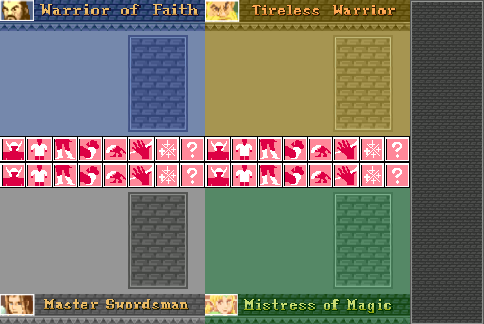 Warrior of Faith
Tireless Warrior
? ?
? ?
Master Swordsman
Mistress of Magic